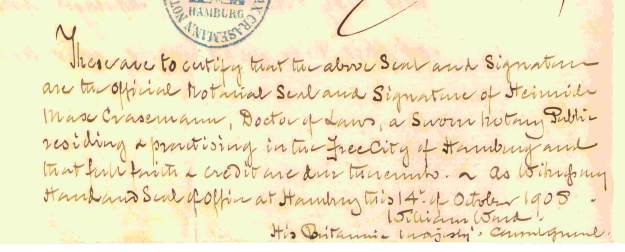 MAX CRASEMANN NOT
HAMBURG
These are to certify that the above Seal and Signature
are the official Notarial Seal and Signature of Heinrich
Max Crasemann, Doctor of Laws, a Sworn Notary Public
residing & practising in the Free City of Hamburg and
that full faith & credit are due thereunto. ~ As Witness my
Hand and Seal of Office at Hamburg this 14th of October 1908.
William Ward
His Britannic Majesty's Consul General.